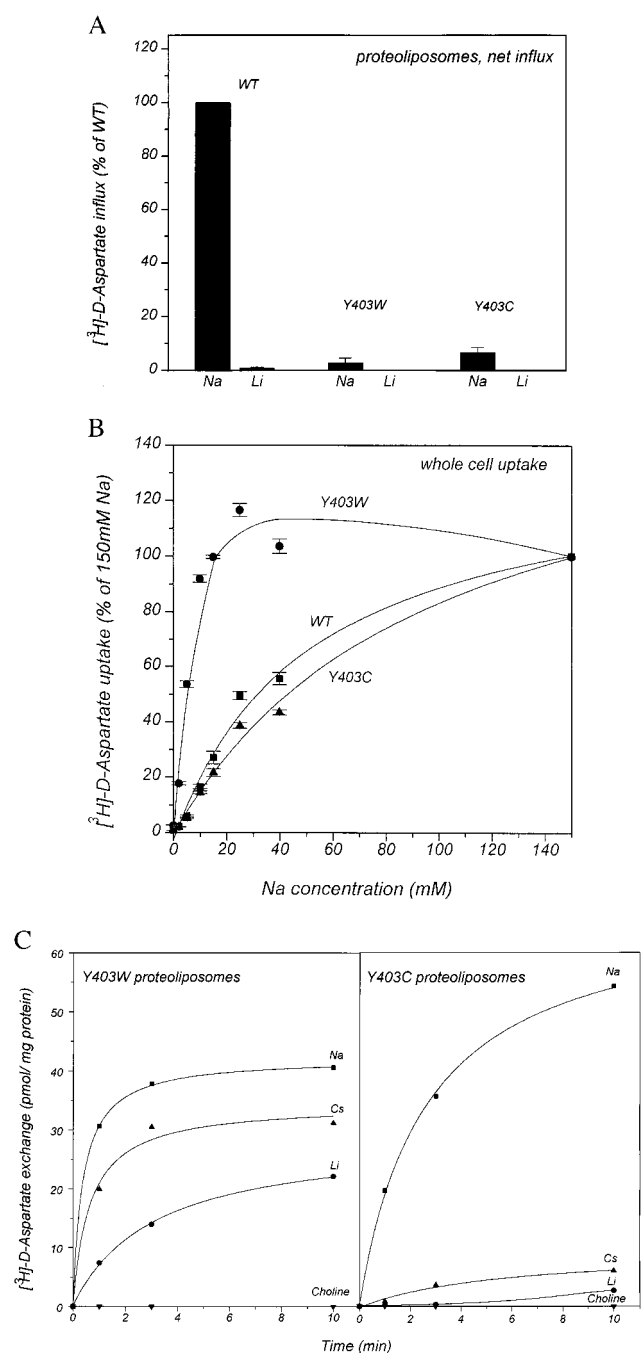 A
proteoliposomes, net influx
WT
Y403W
Y403C
[3H]-D-Aspartate influx (% of WT)
120
100
80
60
40
20
0
Na Li Na Li Na Li
B
whole cell uptake
Y403W
WT
Y403C
[3H]-D-Aspartate uptake (% of 150mM Na)
140
120
100
80
60
40
20
0
0 20 40 60 80 100 120 140
Na concentration (mM)
C
Y403W proteoliposomes
Y403C proteoliposomes
[3H]-D-Aspartate exchange (pmol/ mg protein)
60
50
40
30
20
10
0
Na
Cs
Li
Choline
Na
Cs
Li
Choline
0 2 4 6 8 10
0 2 4 6 8 10
Time (min)